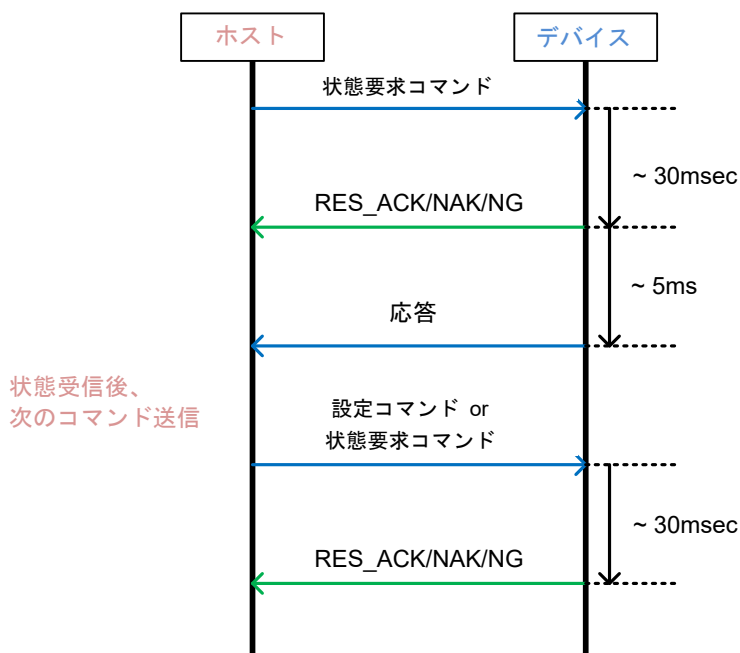 ホスト
デバイス
状態要求コマンド
~ 30msec
RES_ACK/NAK/NG
~ 5ms
応答
状態受信後、
次のコマンド送信
設定コマンド or
状態要求コマンド
~ 30msec
RES_ACK/NAK/NG